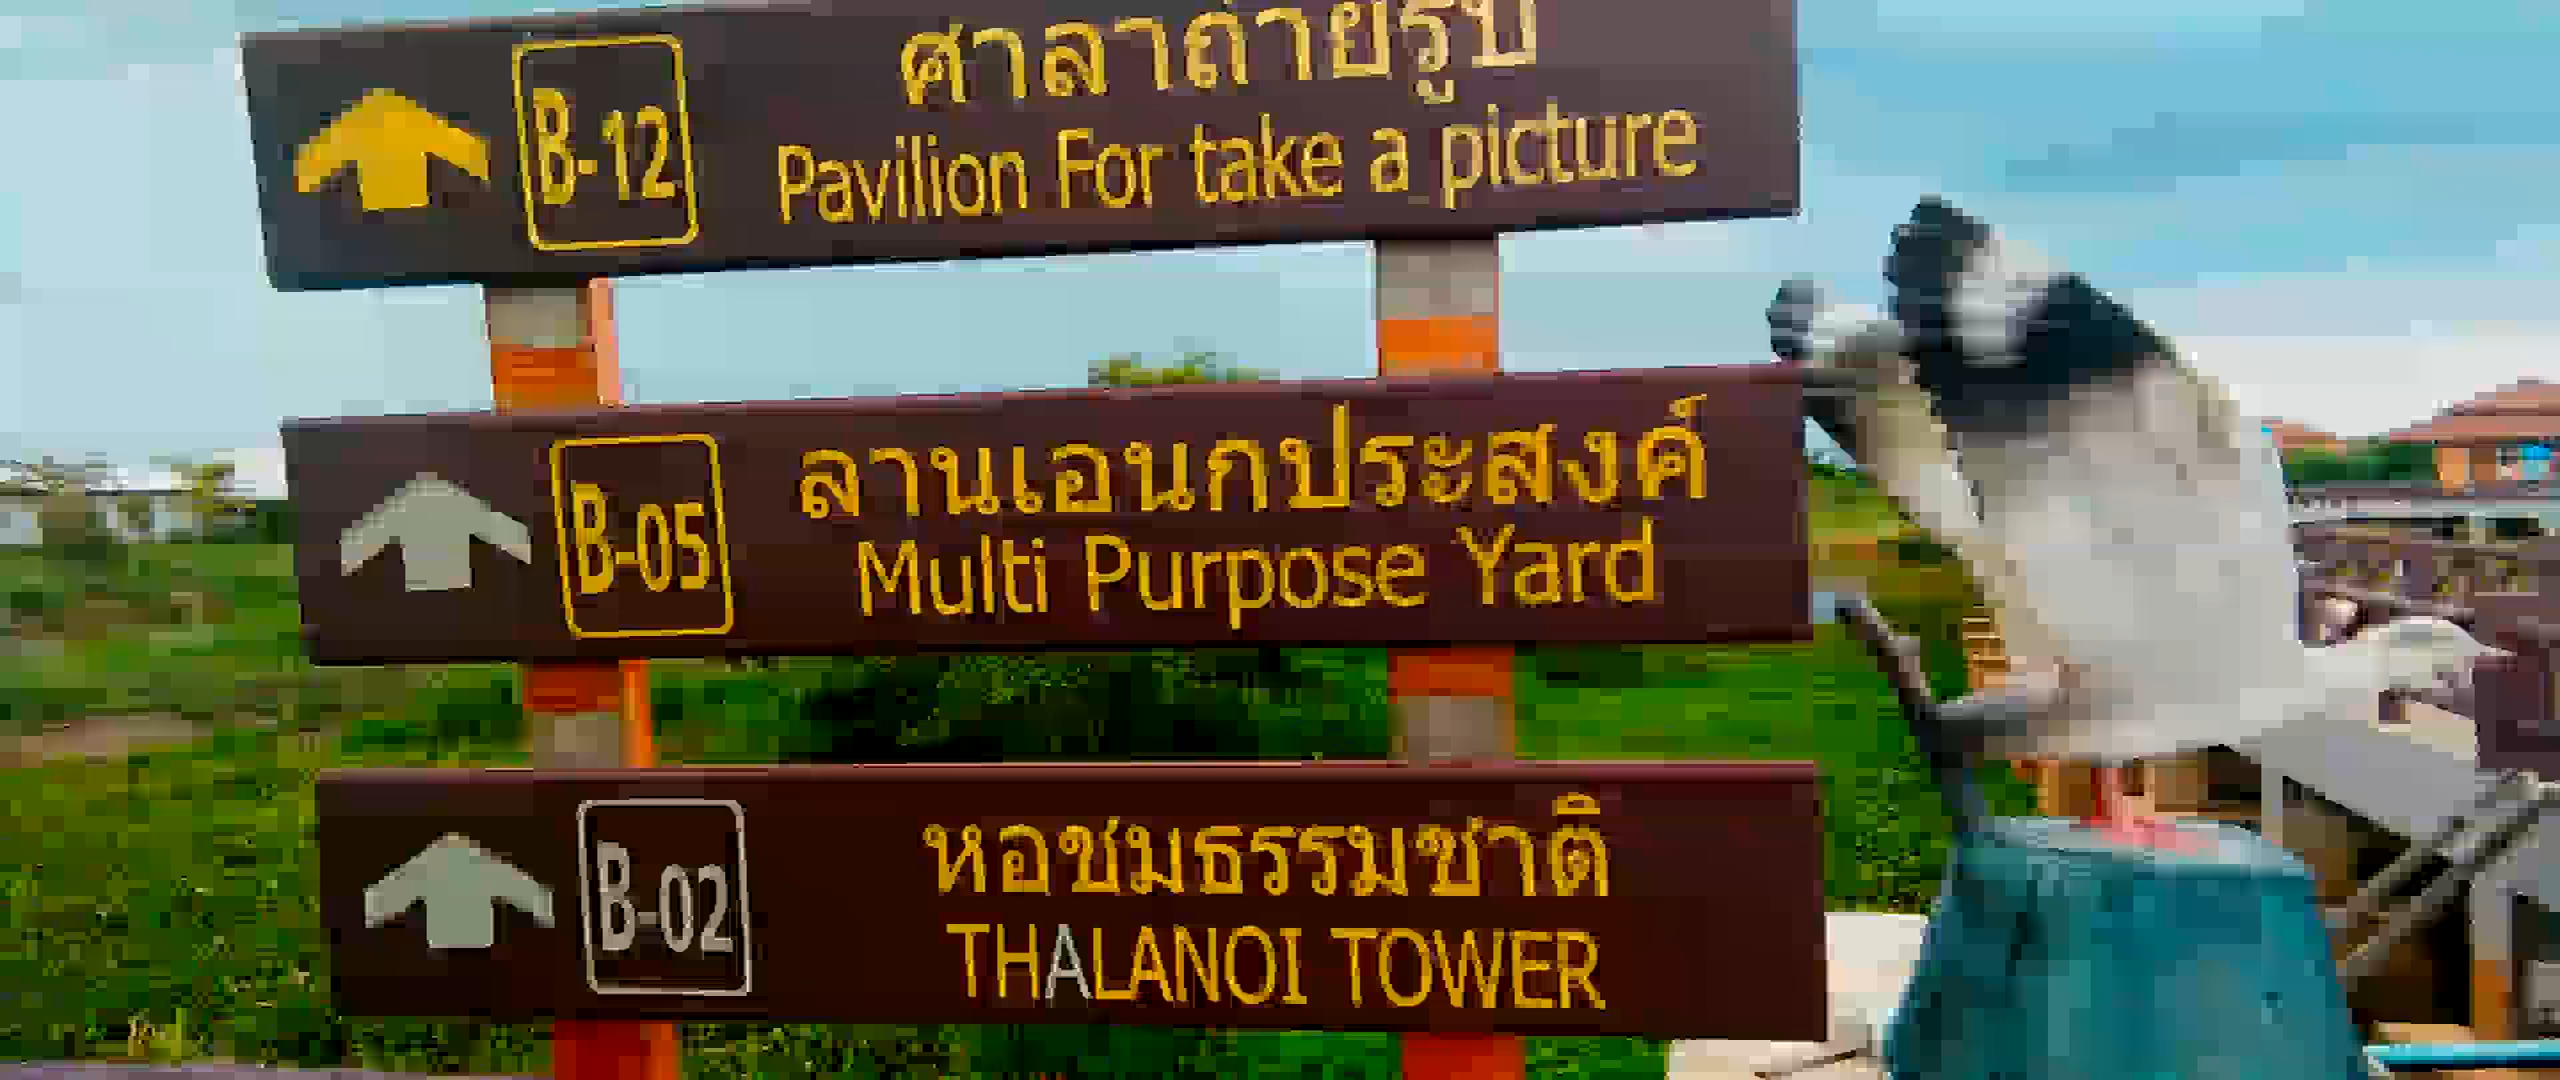 B-12
ศาลาถ่ายรูป
Pavilion For take a picture
B-05
ลานเอนกประสงค์
Multi Purpose Yard
B-02
หอชมธรรมชาติ
THALANOI TOWER